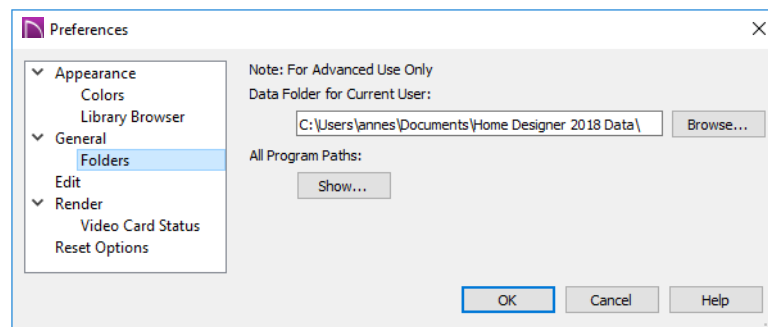 Preferences
Appearance
Colors
Library Browser
General
Folders
Edit
Render
Video Card Status
Reset Options
Note: For Advanced Use Only
Data Folder for Current User:
C:\Users\annes\Documents\Home Designer 2018 Data\
Browse...
All Program Paths:
Show...
OK
Cancel
Help